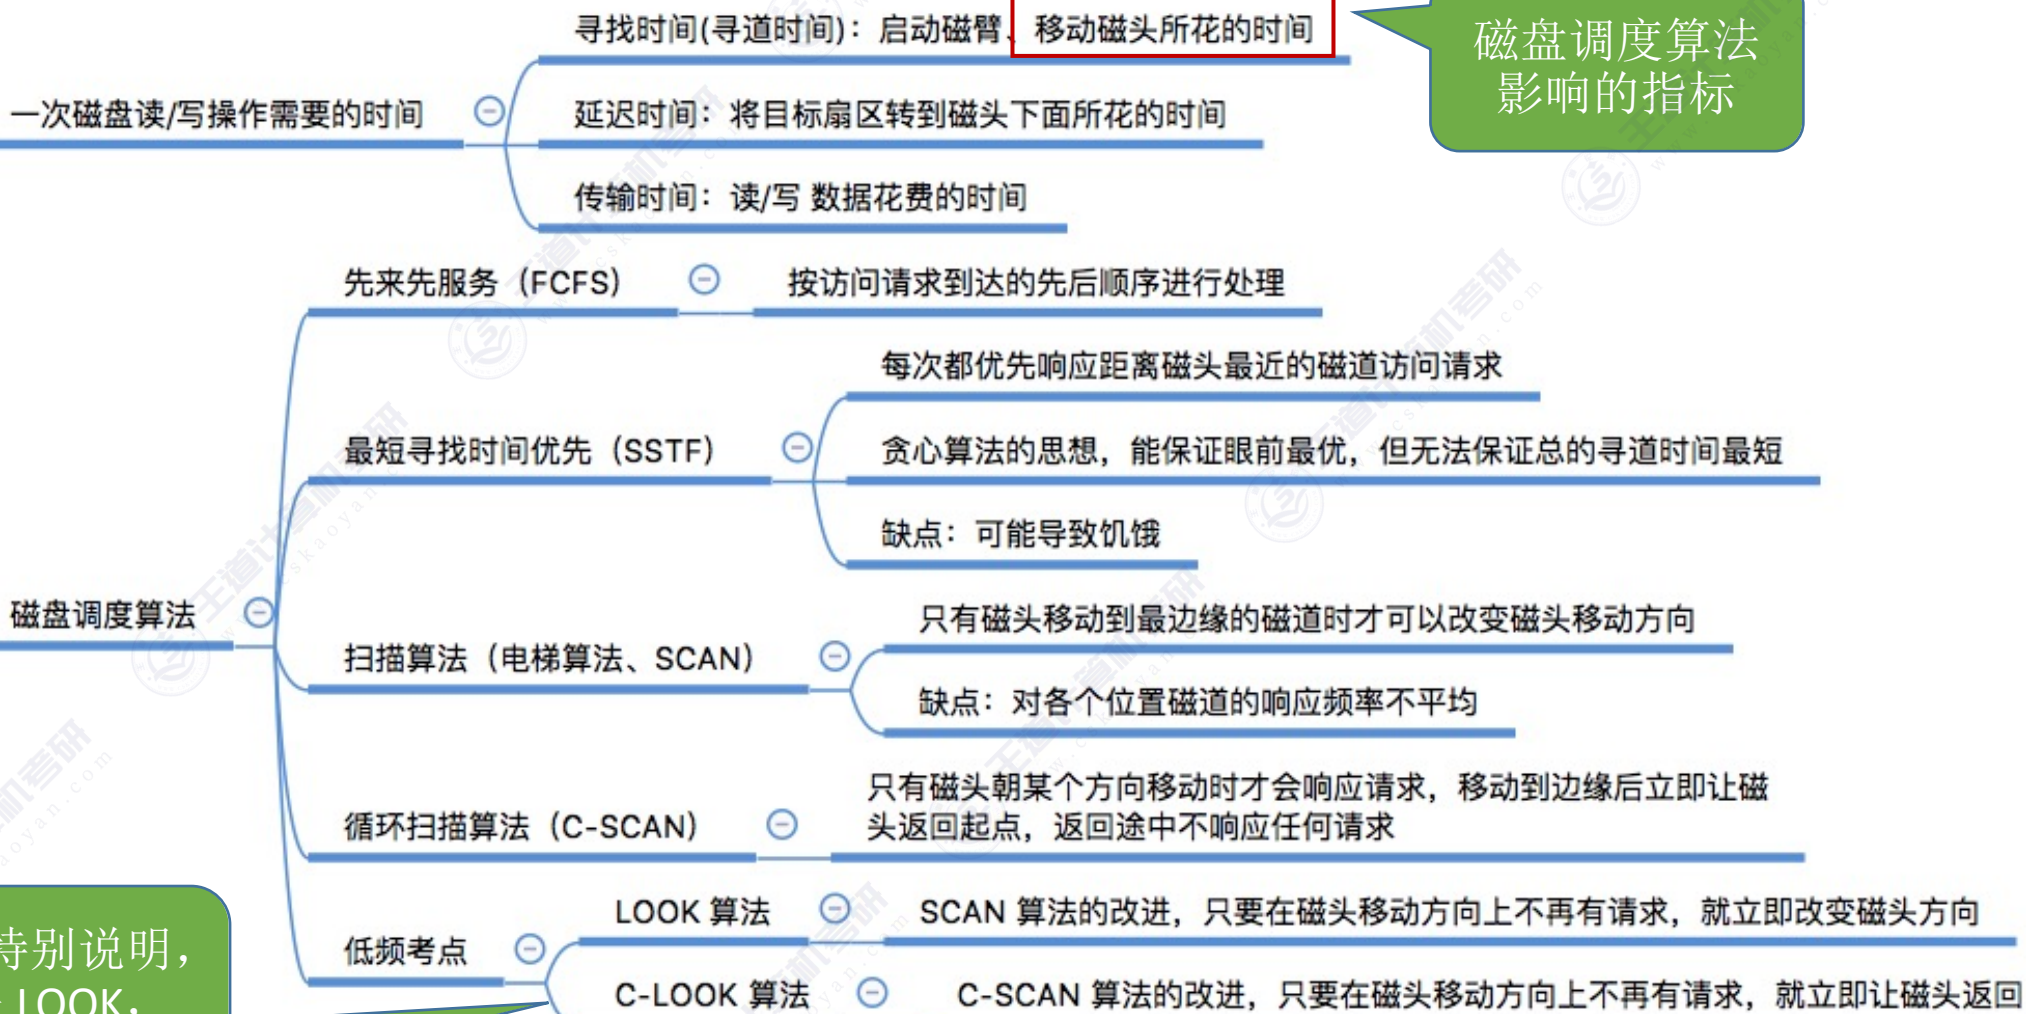 寻找时间(寻道时间)：启动磁臂、移动磁头所花的时间
磁盘调度算法
影响的指标
一次磁盘读/写操作需要的时间
延迟时间：将目标扇区转到磁头下面所花的时间
传输时间：读/写 数据花费的时间
先来先服务（FCFS）
按访问请求到达的先后顺序进行处理
每次都优先响应距离磁头最近的磁道访问请求
最短寻找时间优先（SSTF）
贪心算法的思想，能保证眼前最优，但无法保证总的寻道时间最短
缺点：可能导致饥饿
磁盘调度算法
只有磁头移动到最边缘的磁道时才可以改变磁头移动方向
扫描算法（电梯算法、SCAN）
缺点：对各个位置磁道的响应频率不平均
只有磁头朝某个方向移动时才会响应请求，移动到边缘后立即让磁
头返回起点，返回途中不响应任何请求
循环扫描算法（C-SCAN）
LOOK 算法
SCAN 算法的改进，只要在磁头移动方向上不再有请求，就立即改变磁头方向
低频考点
C-LOOK 算法
C-SCAN 算法的改进，只要在磁头移动方向上不再有请求，就立即让磁头返回
特别说明，
LOOK，
王道计算机考研
www.cskaoyan.com